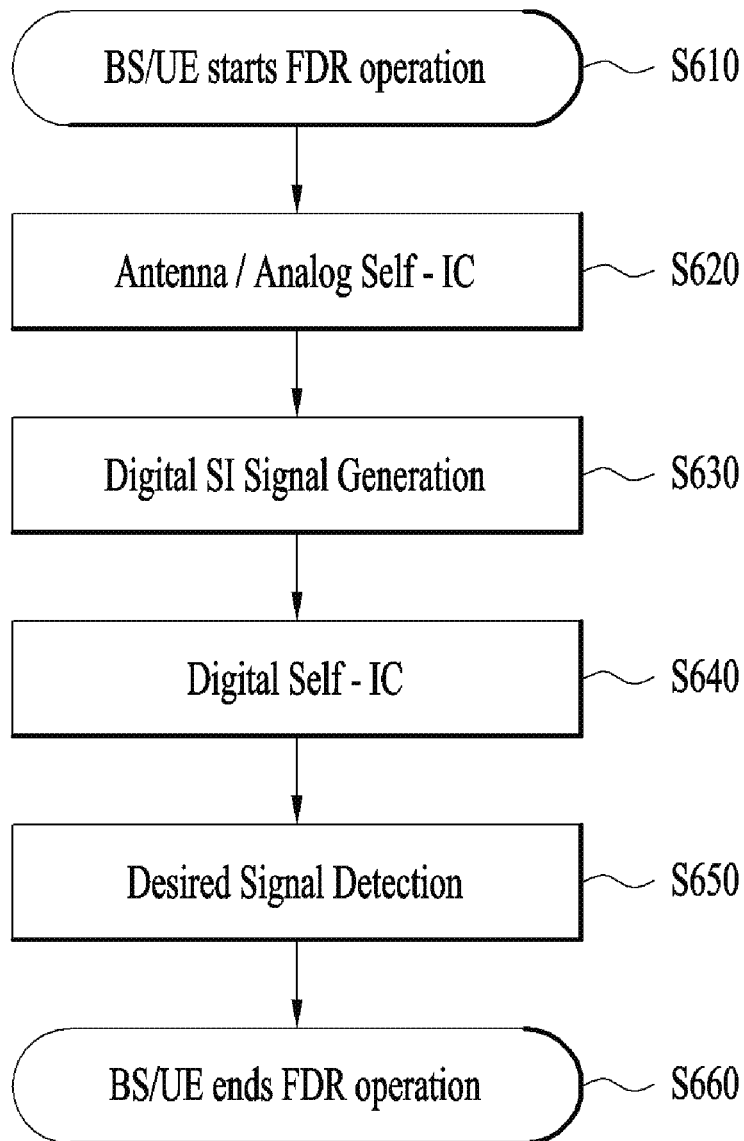 BS/UE starts FDR operation
S610
Antenna / Analog Self - IC
S620
Digital SI Signal Generation
S630
Digital Self - IC
S640
Desired Signal Detection
S650
BS/UE ends FDR operation
S660